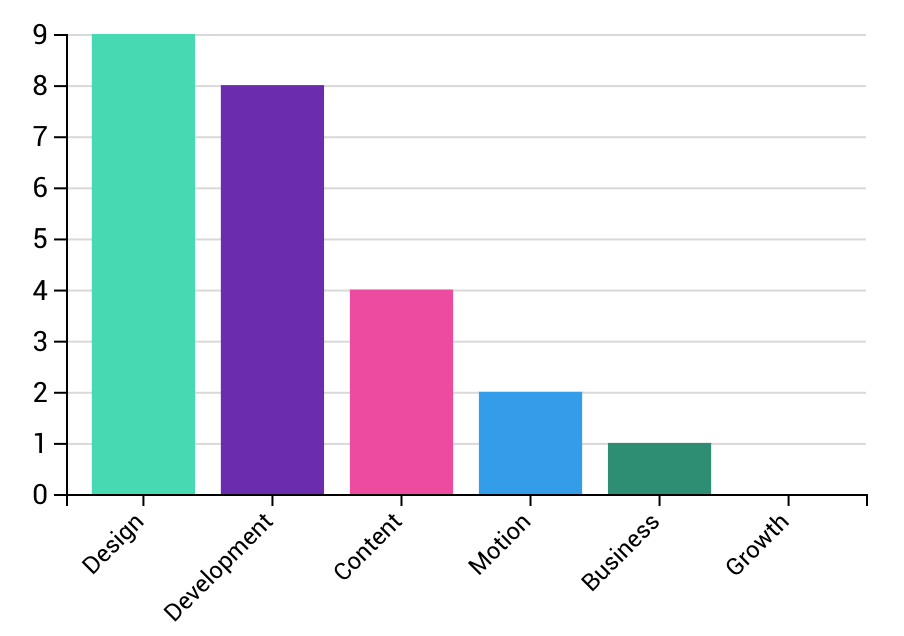 9
8
7
6
5
4
3
2
1
0
Design
Development
Content
Motion
Business
Growth